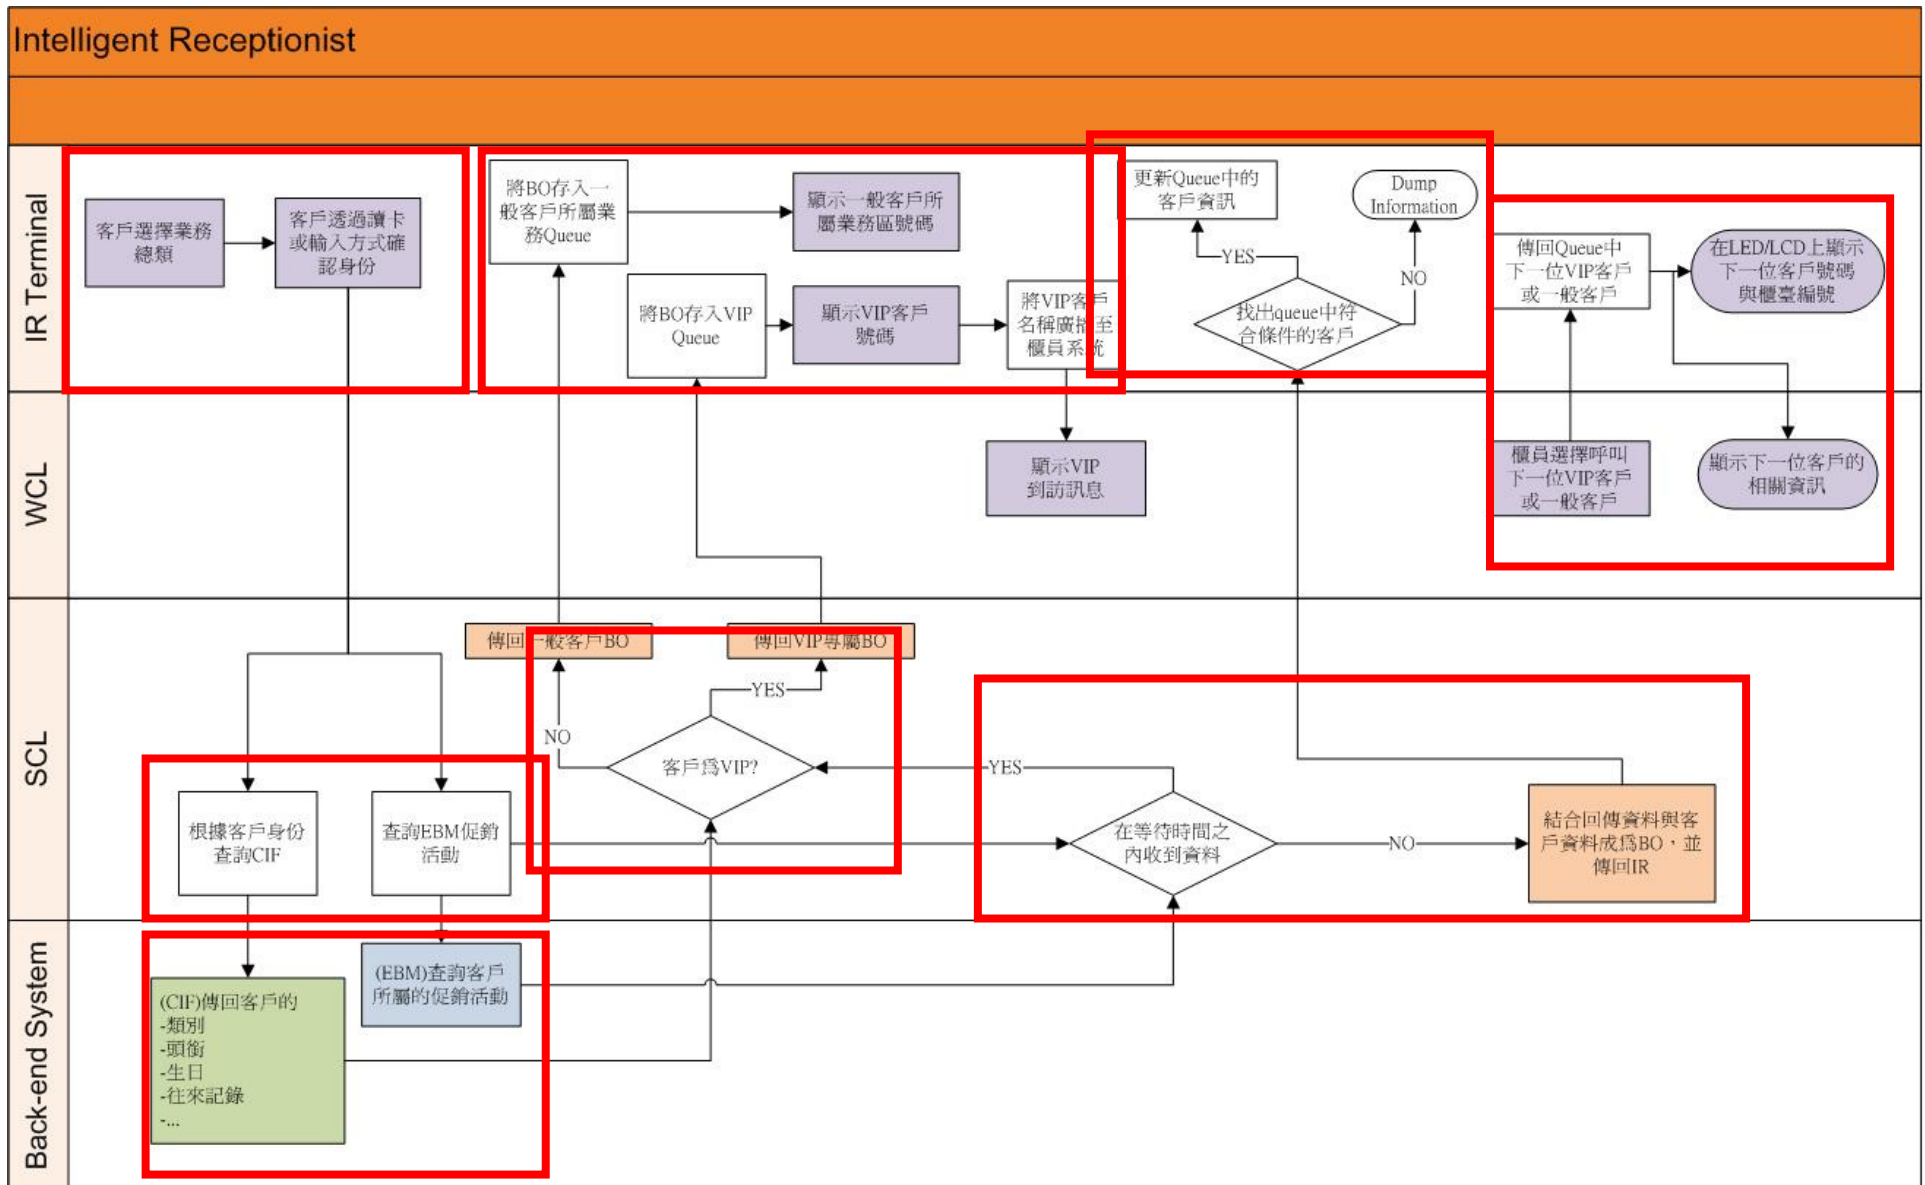 Intelligent Receptionist
IR Terminal
客戶選擇業務
總類
客戶透過讀卡
或輸入方式確
認身份
將BO存入一
般客戶所屬業
務Queue
顯示一般客戶所
屬業務區號碼
將BO存入VIP
Queue
顯示VIP客戶
號碼
將VIP客戶
名稱廣播至
櫃員系統
更新Queue中的
客戶資訊
Dump
Information
YES
NO
找出queue中符
合條件的客戶
傳回Queue中
下一位VIP客戶
或一般客戶
在LED/LCD上顯示
下一位客戶號碼
與櫃臺編號
WCL
顯示VIP
到訪訊息
櫃員選擇呼叫
下一位VIP客戶
或一般客戶
顯示下一位客戶的
相關資訊
SCL
傳回一般客戶BO
傳回VIP專屬BO
YES
NO
客戶爲VIP?
YES
根據客戶身份
查詢CIF
查詢EBM促銷
活動
在等待時間之
內收到資料
NO
結合回傳資料與客
戶資料成爲BO，並
傳回IR
Back-end System
(CIF)傳回客戶的
-類別
-頭銜
-生日
-往來記錄
-...
(EBM)查詢客戶
所屬的促銷活動